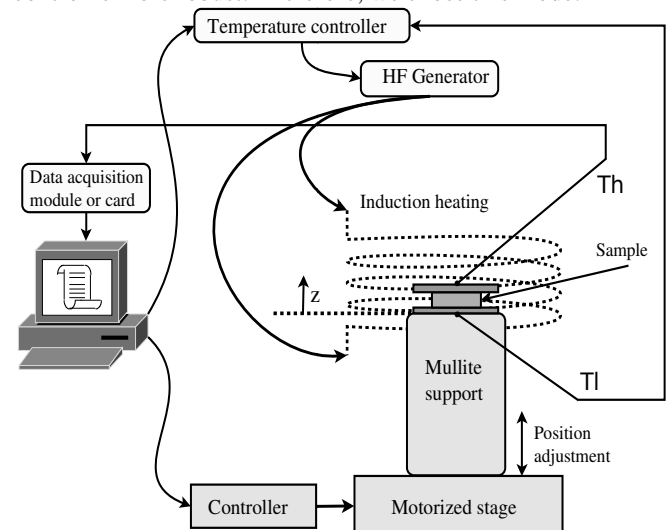 Temperature controller
HF Generator
Data acquisition
module or card
Induction heating
Th
Sample
z
Mullite
support
Tl
Position
adjustment
Controller
Motorized stage